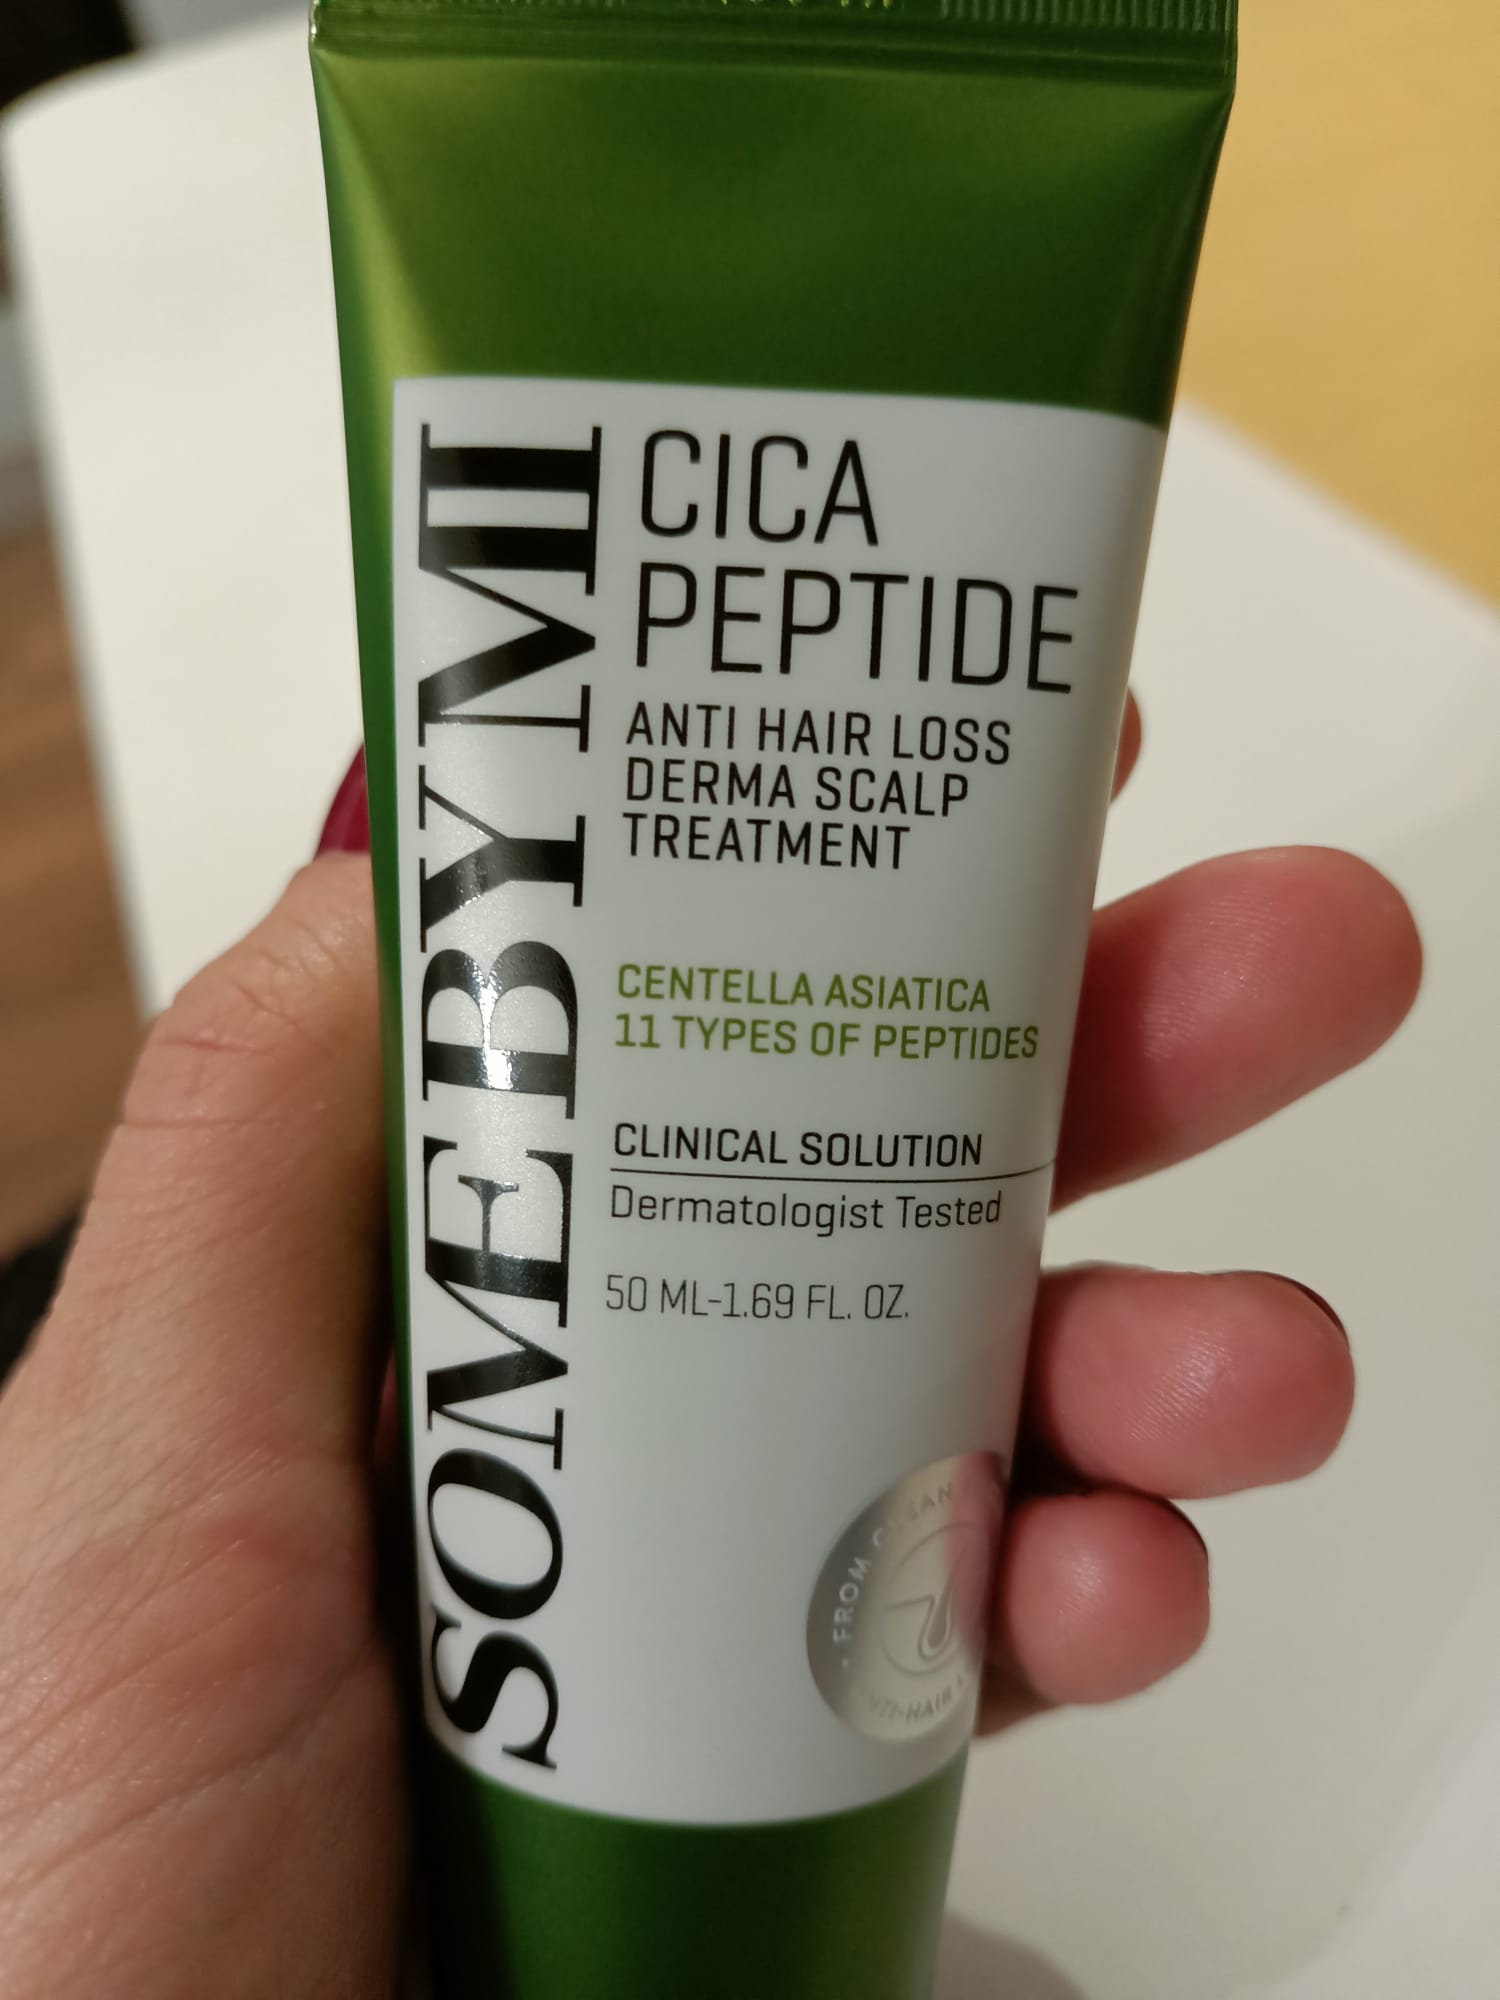 SOMEBYMI
CICA
PEPTIDE
ANTI HAIR LOSS
DERMA SCALP
TREATMENT
CENTELLA ASIATICA
11 TYPES OF PEPTIDES
CLINICAL SOLUTION
Dermatologist Tested
50 ML-1.69 FL. OZ.
FROM